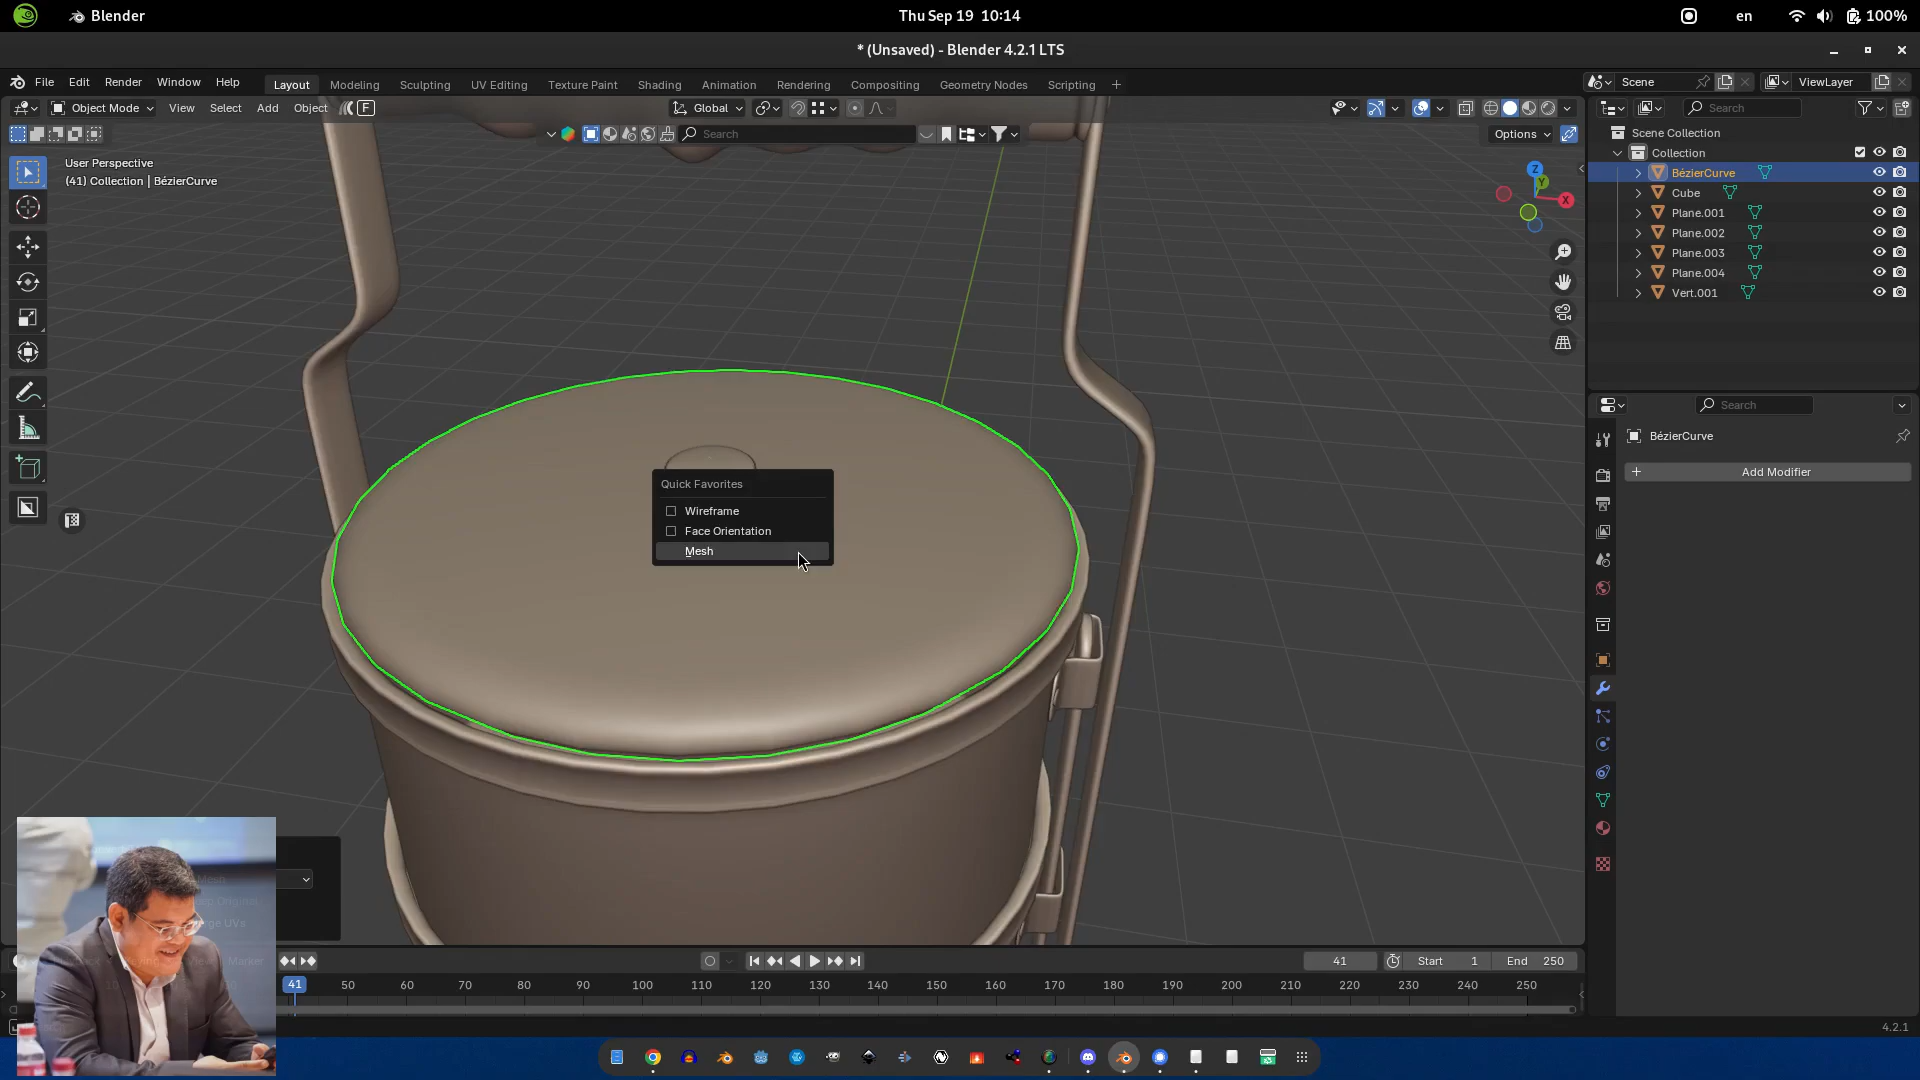 Blender
Thu Sep 19 10:14
en
100%
* (Unsaved) - Blender 4.2.1 LTS
File Edit Render Window Help
Layout Modeling Sculpting UV Editing Texture Paint Shading Animation Rendering Compositing Geometry Nodes Scripting
Scene
ViewLayer
Object Mode View Select Add Object F
Global
Search
Search
Options
User Perspective
(41) Collection | BézierCurve
Z
Y
X
Scene Collection
Collection
BézierCurve
Cube
Plane.001
Plane.002
Plane.003
Plane.004
Vert.001
Search
BézierCurve
Add Modifier
Quick Favorites
Wireframe
Face Orientation
Mesh
View
Marker
41
Start 1
End 250
41 50 60 70 80 90 100 110 120 130 140 150 160 170 180 190 200 210 220 230 240 250
4.2.1